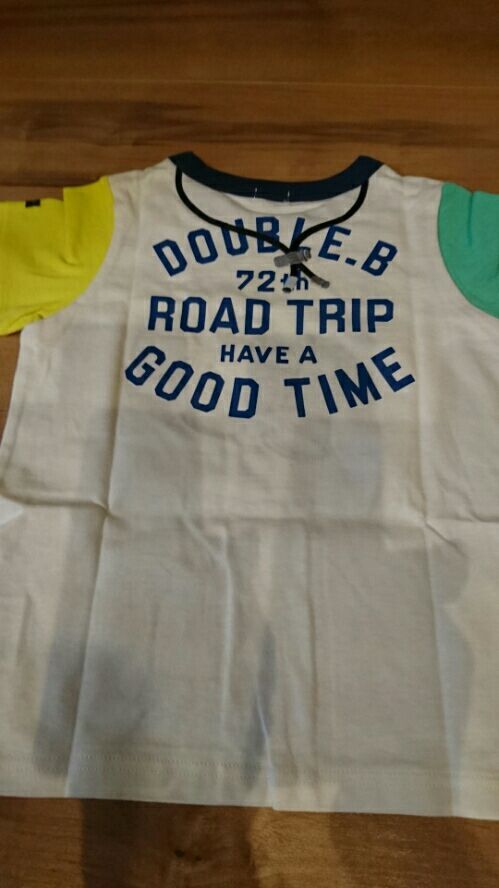 DOUBLE.B
72th
ROAD TRIP
HAVE A
GOOD TIME